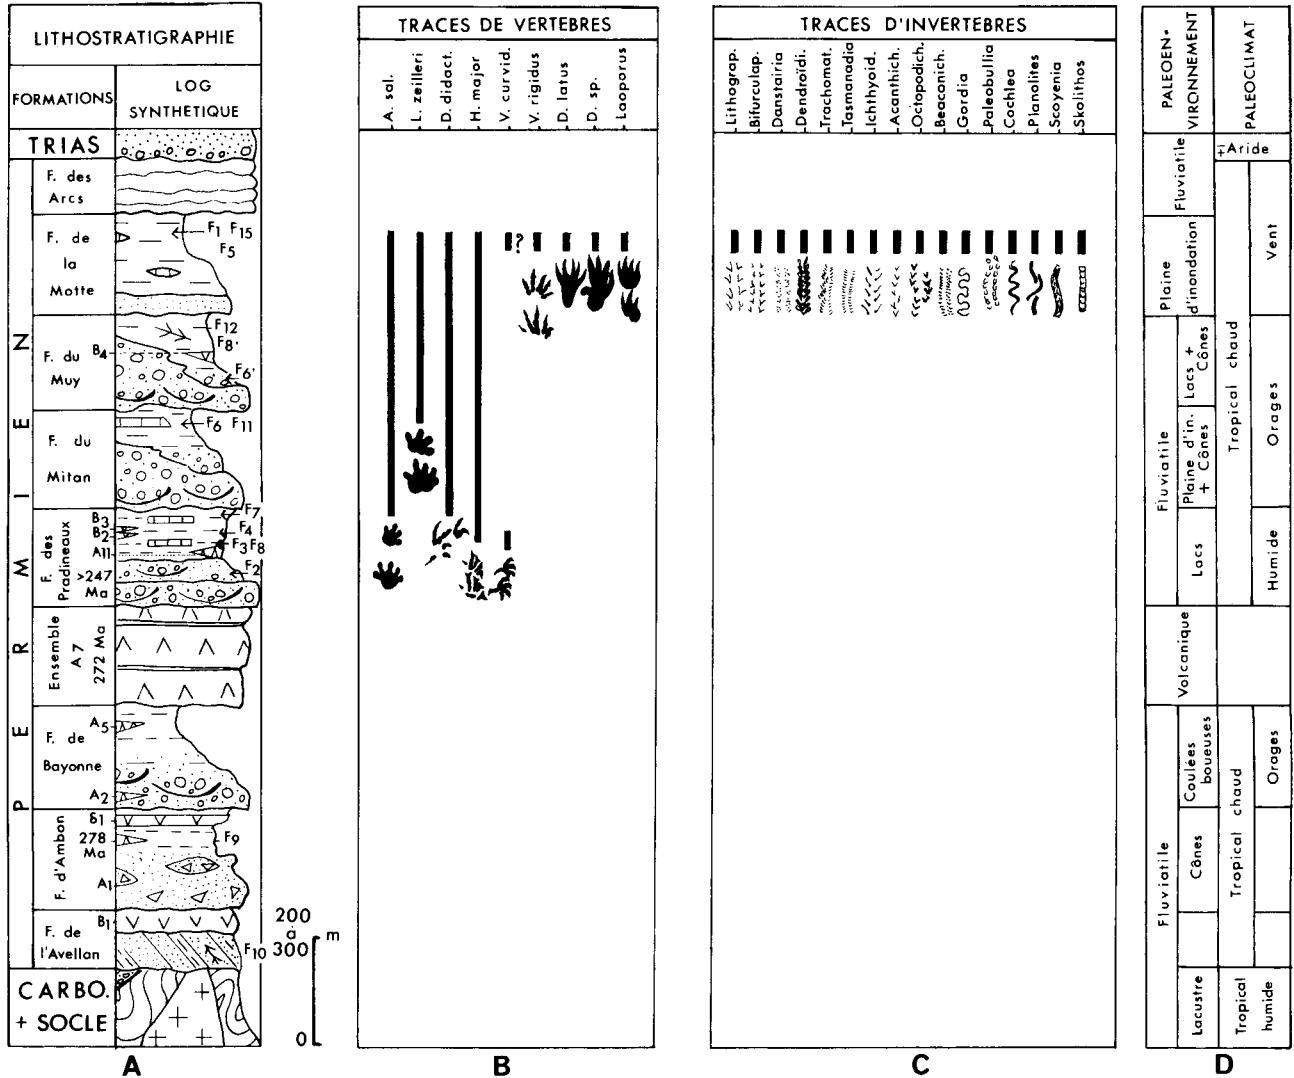 LITHOSTRATIGRAPHIE
FORMATIONS
LOG
SYNTHETIQUE
TRIAS
PERMIEN
F. des
Arcs
F. de
la
Motte
F1 F15
F5
F. du
Muy
B4
F12
F8'
F6'
F. du
Mitan
F6 F11
F. des
Pradineaux
B3
B2
A11
>247
Ma
F7
F4
F3 F8
F2
Ensemble
A7
272 Ma
F. de
Bayonne
A5
A2
F. d'Ambon
δ1
278
Ma
A1
F9
F. de
l'Avellan
B1
F10
CARBO.
+ SOCLE
200
à
300
m
0
A
TRACES DE VERTEBRES
A. sal.
L. zeilleri
D. didact.
H. major
V. curvid.
V. rigidus
D. latus
D. sp.
Laoporus
?
B
TRACES D'INVERTEBRES
Lithograp.
Bifurculap.
Danstairia
Dendroïdi.
Trachomat.
Tasmanadia
Ichthyoid.
Acanthich.
Octopodich.
Beaconich.
Gordia
Paleobullia
Cochlea
Planolites
Scoyenia
Skolithos
C
PALEOEN-
VIRONNEMENT
PALEOCLIMAT
Fluviatile
Plaine
d'inondation
Fluviatile
Lacs +
Cônes
Plaine d'in.
+ Cônes
Lacs
Volcanique
Fluviatile
Coulées
boueuses
Cônes
Lacustre
± Aride
Tropical chaud
Vent
Orages
Humide
Tropical chaud
Orages
Tropical
humide
D